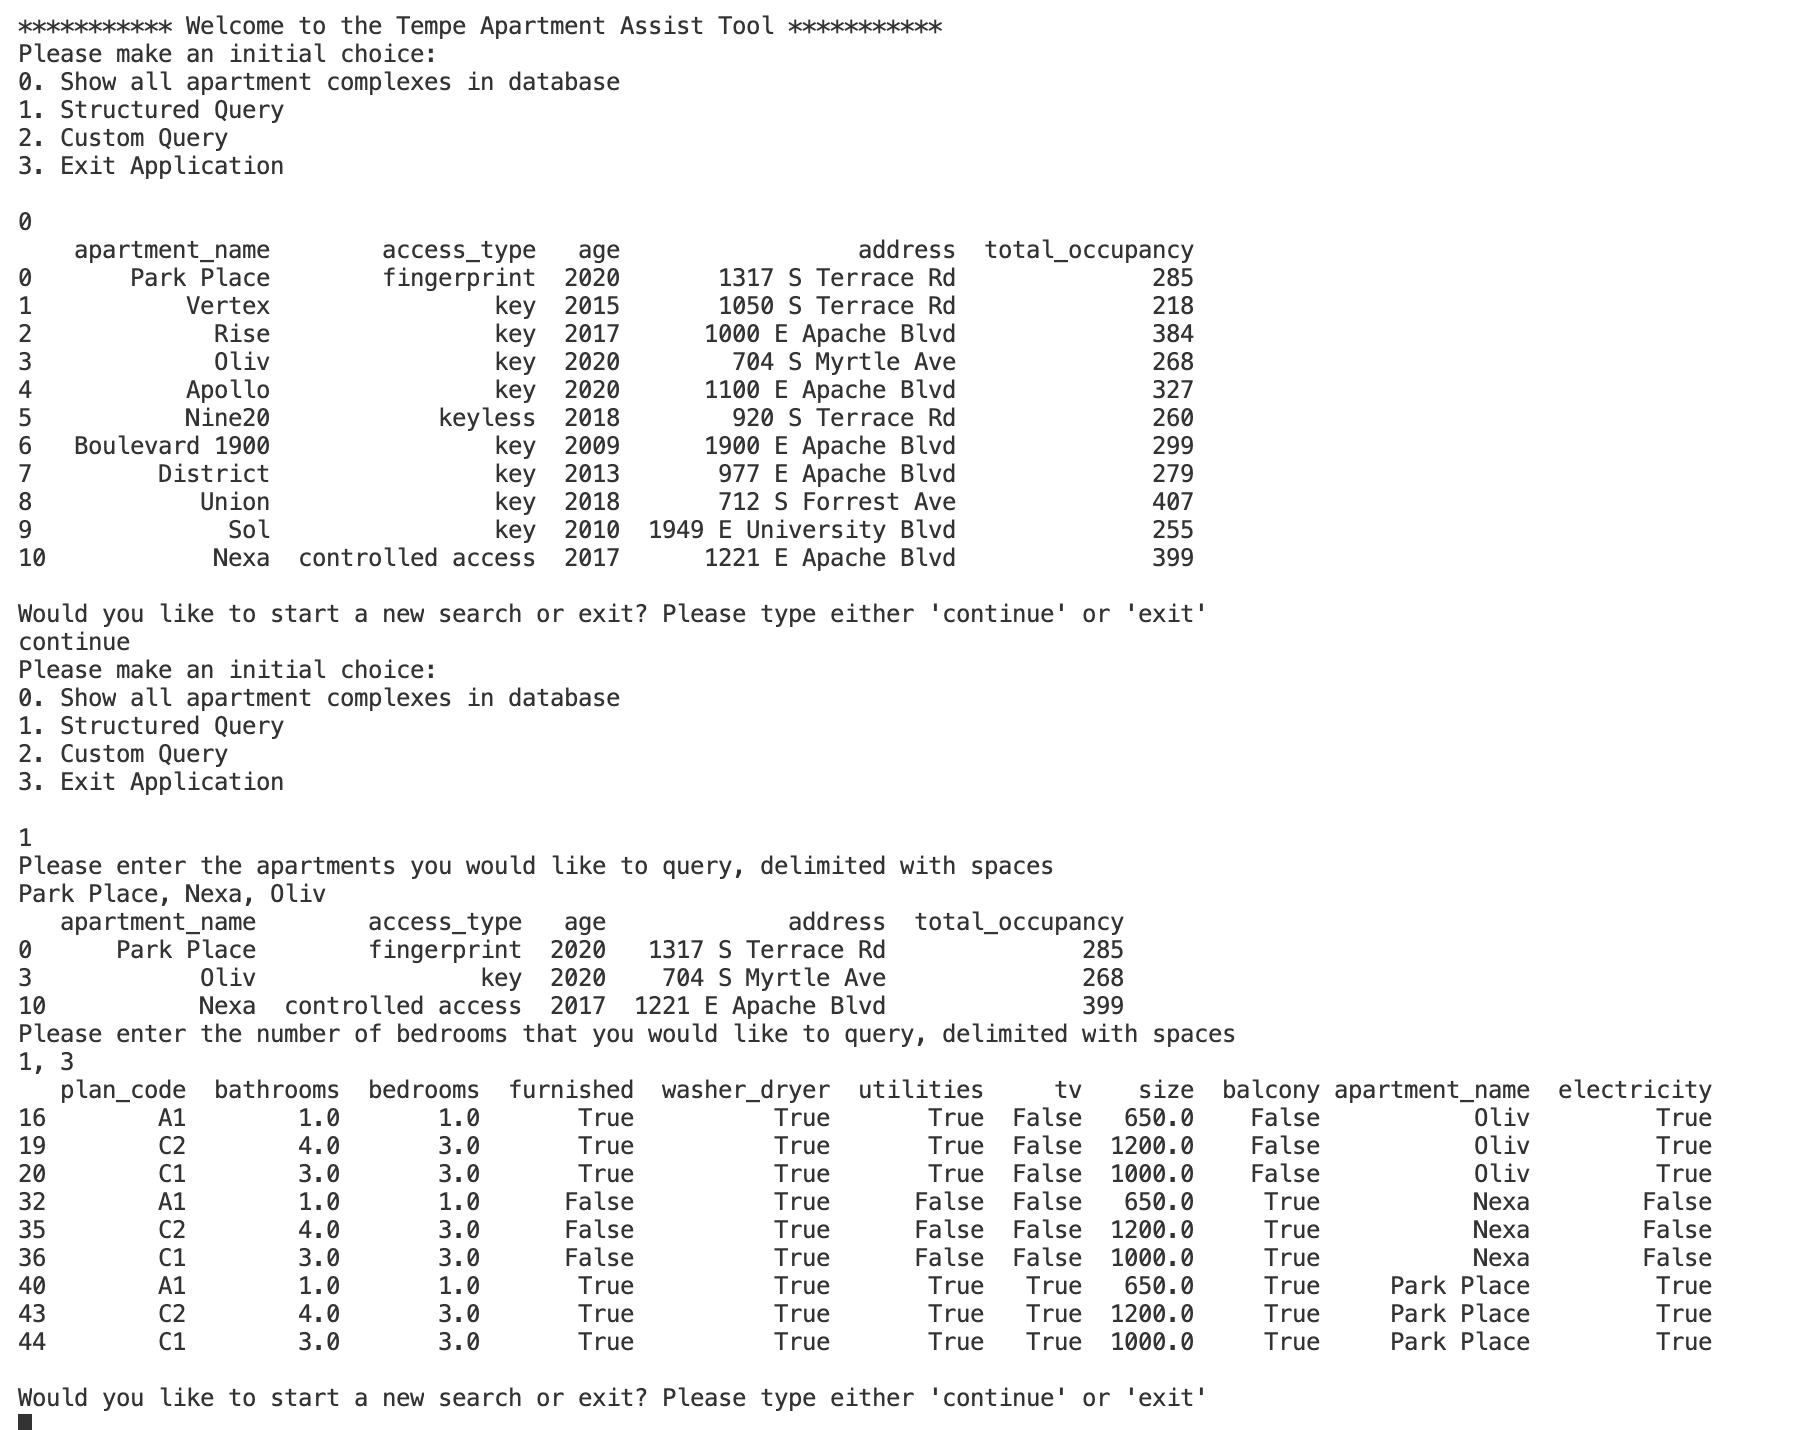 *********** Welcome to the Tempe Apartment Assist Tool ***********
Please make an initial choice:
0. Show all apartment complexes in database
1. Structured Query
2. Custom Query
3. Exit Application

0
    apartment_name        access_type   age                 address  total_occupancy
0       Park Place        fingerprint  2020       1317 S Terrace Rd              285
1           Vertex                key  2015       1050 S Terrace Rd              218
2             Rise                key  2017      1000 E Apache Blvd              384
3             Oliv                key  2020        704 S Myrtle Ave              268
4           Apollo                key  2020      1100 E Apache Blvd              327
5           Nine20            keyless  2018        920 S Terrace Rd              260
6   Boulevard 1900                key  2009      1900 E Apache Blvd              299
7         District                key  2013       977 E Apache Blvd              279
8            Union                key  2018       712 S Forrest Ave              407
9              Sol                key  2010  1949 E University Blvd              255
10            Nexa  controlled access  2017      1221 E Apache Blvd              399

Would you like to start a new search or exit? Please type either 'continue' or 'exit'
continue
Please make an initial choice:
0. Show all apartment complexes in database
1. Structured Query
2. Custom Query
3. Exit Application

1
Please enter the apartments you would like to query, delimited with spaces
Park Place, Nexa, Oliv
   apartment_name        access_type   age             address  total_occupancy
0      Park Place        fingerprint  2020   1317 S Terrace Rd              285
3            Oliv                key  2020    704 S Myrtle Ave              268
10           Nexa  controlled access  2017  1221 E Apache Blvd              399
Please enter the number of bedrooms that you would like to query, delimited with spaces
1, 3
   plan_code  bathrooms  bedrooms  furnished  washer_dryer  utilities     tv    size  balcony apartment_name  electricity
16        A1        1.0       1.0       True          True       True  False   650.0    False           Oliv         True
19        C2        4.0       3.0       True          True       True  False  1200.0    False           Oliv         True
20        C1        3.0       3.0       True          True       True  False  1000.0    False           Oliv         True
32        A1        1.0       1.0      False          True      False  False   650.0     True           Nexa        False
35        C2        4.0       3.0      False          True      False  False  1200.0     True           Nexa        False
36        C1        3.0       3.0      False          True      False  False  1000.0     True           Nexa        False
40        A1        1.0       1.0       True          True       True   True   650.0     True     Park Place         True
43        C2        4.0       3.0       True          True       True   True  1200.0     True     Park Place         True
44        C1        3.0       3.0       True          True       True   True  1000.0     True     Park Place         True

Would you like to start a new search or exit? Please type either 'continue' or 'exit'